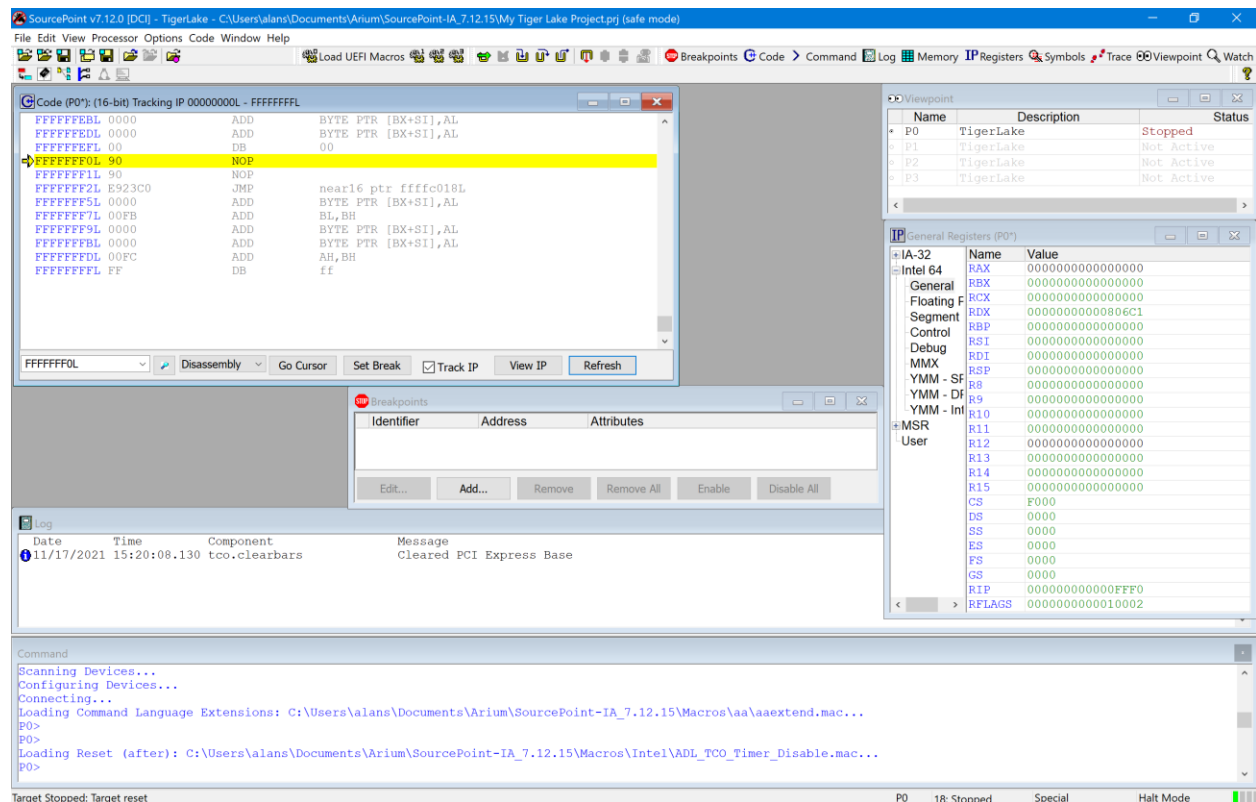 SourcePoint v7.12.0 [DCI] - TigerLake - C:\Users\alans\Documents\Arium\SourcePoint-IA_7.12.15\My Tiger Lake Project.prj (safe mode)
File Edit View Processor Options Code Window Help
Load UEFI Macros Breakpoints Code Command Log Memory IP Registers Symbols Trace Viewpoint Watch
Code (P0*): (16-bit) Tracking IP 00000000L - FFFFFFFFL
FFFFFFEBL 0000 ADD BYTE PTR [BX+SI],AL
FFFFFFEDL 0000 ADD BYTE PTR [BX+SI],AL
FFFFFFEFL 00 DB 00
FFFFFFF0L 90 NOP
FFFFFFF1L 90 NOP
FFFFFFF2L E923C0 JMP near16 ptr ffffc018L
FFFFFFF5L 0000 ADD BYTE PTR [BX+SI],AL
FFFFFFF7L 00FB ADD BL,BH
FFFFFFF9L 0000 ADD BYTE PTR [BX+SI],AL
FFFFFFFBL 0000 ADD BYTE PTR [BX+SI],AL
FFFFFFFDL 00FC ADD AH,BH
FFFFFFFFL FF DB ff
FFFFFFF0L Disassembly Go Cursor Set Break Track IP View IP Refresh
Viewpoint
Name Description Status
P0 TigerLake Stopped
P1 TigerLake Not Active
P2 TigerLake Not Active
P3 TigerLake Not Active
IP General Registers (P0*)
IA-32
Intel 64
General
Floating P
Segment
Control
Debug
MMX
YMM - SF
YMM - DF
YMM - Int
MSR
User
Name Value
RAX 0000000000000000
RBX 0000000000000000
RCX 0000000000000000
RDX 00000000000806C1
RBP 0000000000000000
RSI 0000000000000000
RDI 0000000000000000
RSP 0000000000000000
R8 0000000000000000
R9 0000000000000000
R10 0000000000000000
R11 0000000000000000
R12 0000000000000000
R13 0000000000000000
R14 0000000000000000
R15 0000000000000000
CS F000
DS 0000
SS 0000
ES 0000
FS 0000
GS 0000
RIP 000000000000FFF0
RFLAGS 0000000000010002
STOP Breakpoints
Identifier Address Attributes
Edit... Add... Remove Remove All Enable Disable All
Log
Date Time Component Message
11/17/2021 15:20:08.130 tco.clearbars Cleared PCI Express Base
Command
Scanning Devices...
Configuring Devices...
Connecting...
Loading Command Language Extensions: C:\Users\alans\Documents\Arium\SourcePoint-IA_7.12.15\Macros\aa\aaextend.mac...
P0>
P0>
Loading Reset (after): C:\Users\alans\Documents\Arium\SourcePoint-IA_7.12.15\Macros\Intel\ADL_TCO_Timer_Disable.mac...
P0>
Target Stopped: Target reset P0 18: Stopped Special Halt Mode